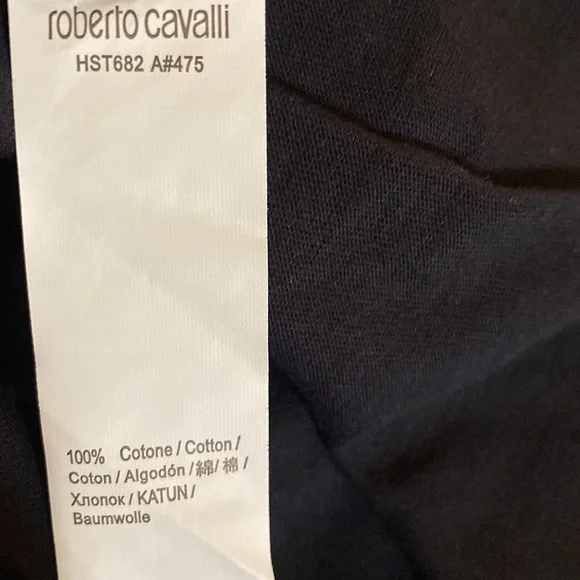 roberto cavalli
HST682 A#475
100% Cotone / Cotton /
Coton / Algodón / 綿/ 棉 /
Хлопок / KATUN /
Baumwolle